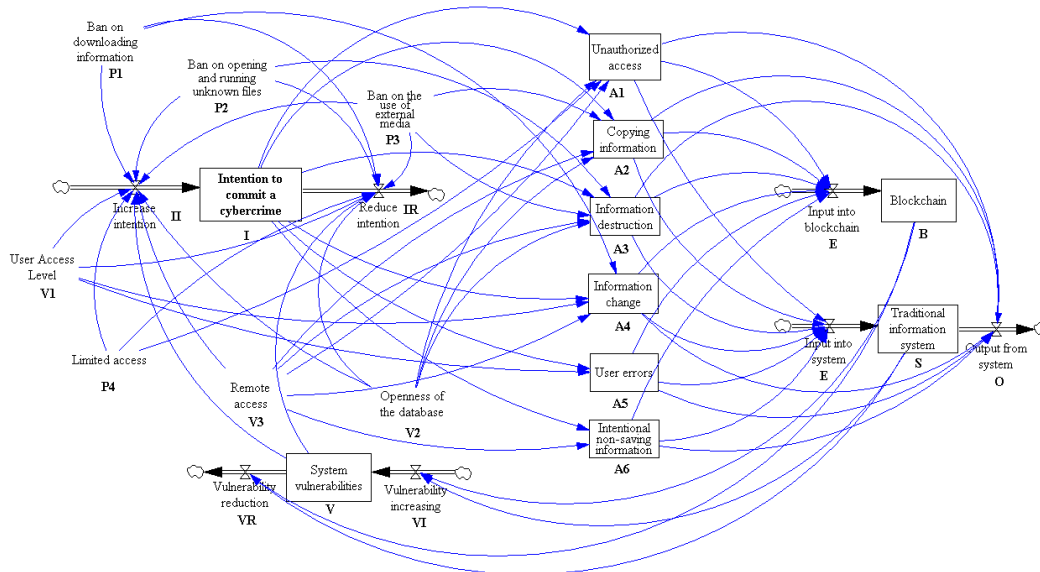 Ban on
downloading
information
P1
Ban on opening
and running
unknown files
P2
Ban on the
use of
external
media
P3
Unauthorized
access
A1
Copying
information
A2
Increase
intention
II
Intention to
commit a
cybercrime
I
Reduce
intention
IR
Information
destruction
A3
Input into
blockchain
E
Blockchain
B
User Access
Level
V1
Information
change
A4
Input into
system
E
Traditional
information
system
S
Output from
system
O
Limited access
P4
Remote
access
V3
Openness of
the database
V2
User errors
A5
Intentional
non-saving
information
A6
Vulnerability
reduction
VR
System
vulnerabilities
V
Vulnerability
increasing
VI